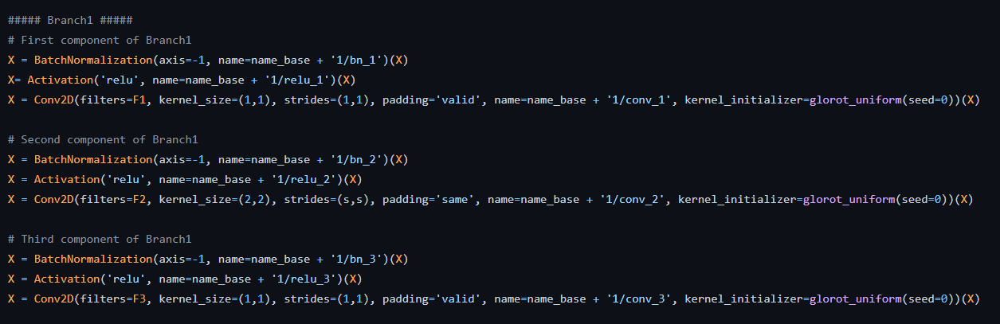 ##### Branch1 #####
# First component of Branch1
X = BatchNormalization(axis=-1, name=name_base + '1/bn_1')(X)
X= Activation('relu', name=name_base + '1/relu_1')(X)
X = Conv2D(filters=F1, kernel_size=(1,1), strides=(1,1), padding='valid', name=name_base + '1/conv_1', kernel_initializer=glorot_uniform(seed=0))(X)
# Second component of Branch1
X = BatchNormalization(axis=-1, name=name_base + '1/bn_2')(X)
X = Activation('relu', name=name_base + '1/relu_2')(X)
X = Conv2D(filters=F2, kernel_size=(2,2), strides=(s,s), padding='same', name=name_base + '1/conv_2', kernel_initializer=glorot_uniform(seed=0))(X)
# Third component of Branch1
X = BatchNormalization(axis=-1, name=name_base + '1/bn_3')(X)
X = Activation('relu', name=name_base + '1/relu_3')(X)
X = Conv2D(filters=F3, kernel_size=(1,1), strides=(1,1), padding='valid', name=name_base + '1/conv_3', kernel_initializer=glorot_uniform(seed=0))(X)